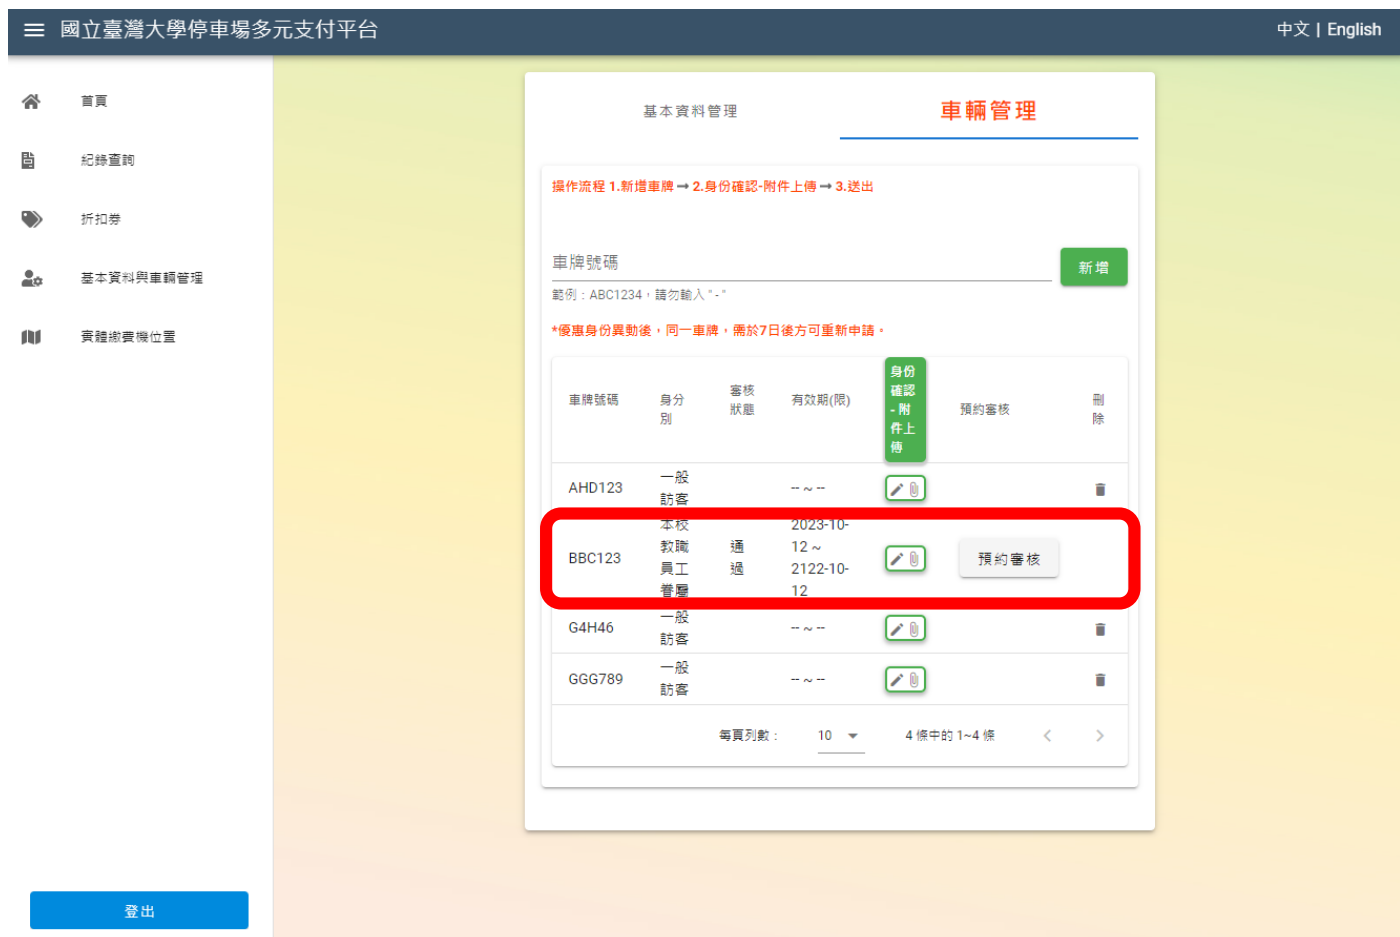 國立臺灣大學停車場多元支付平台
中文 | English
首頁
紀錄查詢
折扣券
基本資料與車輛管理
實體繳費機位置
登出
基本資料管理
車輛管理
操作流程 1.新增車牌 → 2.身份確認-附件上傳 → 3.送出
車牌號碼
新增
範例：ABC1234，請勿輸入 " - "
*優惠身份異動後，同一車牌，需於7日後方可重新申請。
車牌號碼
身分
別
審核
狀態
有效期(限)
身份
確認
- 附
件上
傳
預約審核
刪
除
AHD123
一般
訪客
-- ~ --
BBC123
本校
教職
員工
眷屬
通
過
2023-10-
12 ~
2122-10-
12
預約審核
G4H46
一般
訪客
-- ~ --
GGG789
一般
訪客
-- ~ --
每頁列數：
10
4 條中的 1~4 條